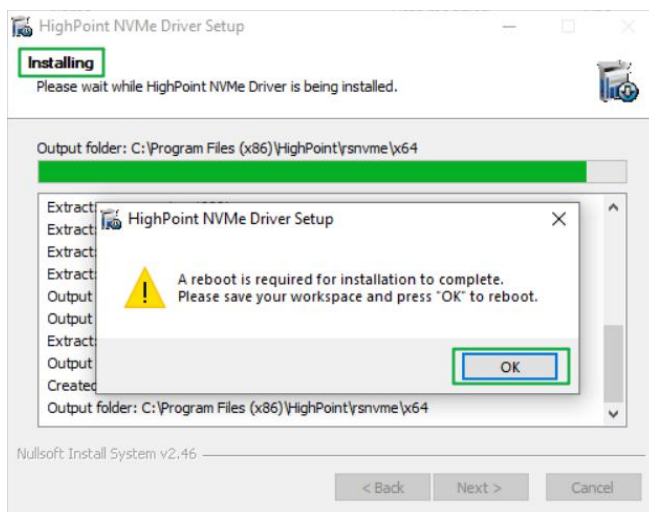 HighPoint NVMe Driver Setup
Installing
Please wait while HighPoint NVMe Driver is being installed.
Output folder: C:\Program Files (x86)\HighPoint\rsnvme\x64
Extract:
Extract:
Extract:
Extract:
Output
Output
Extract:
Output
Created
Output folder: C:\Program Files (x86)\HighPoint\rsnvme\x64
HighPoint NVMe Driver Setup
A reboot is required for installation to complete.
Please save your workspace and press "OK" to reboot.
OK
Nullsoft Install System v2.46
< Back Next > Cancel